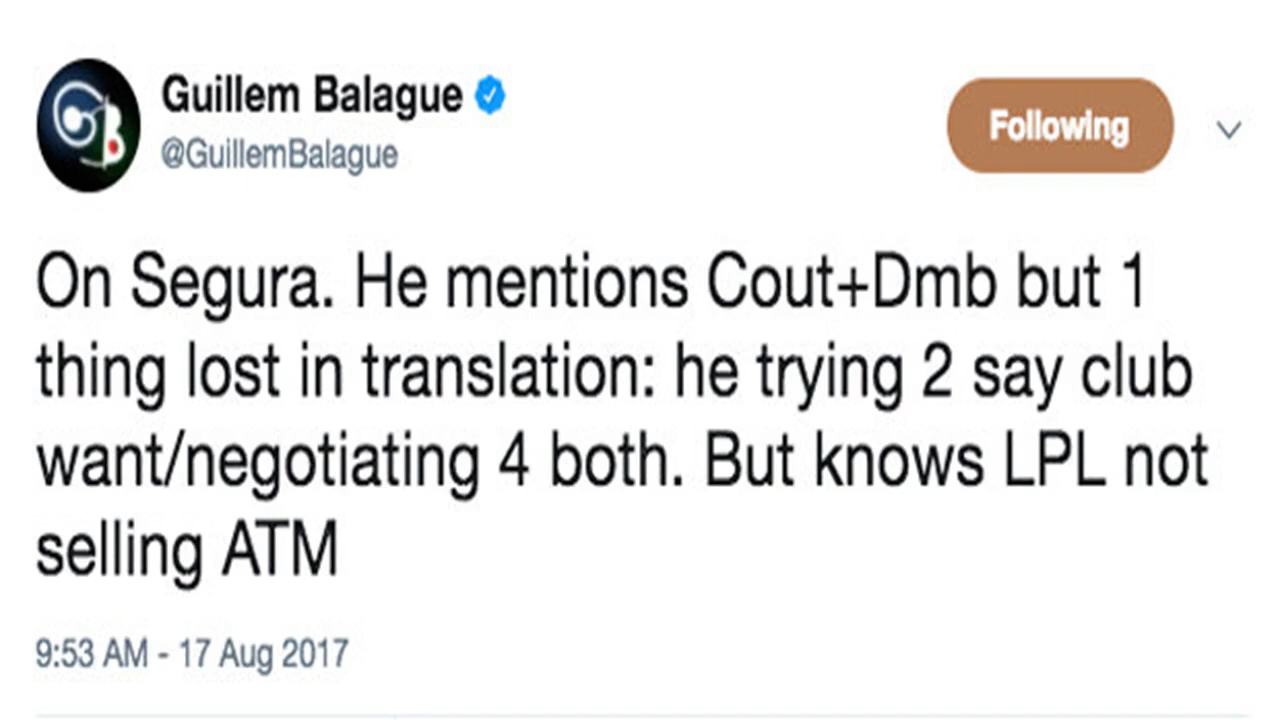 Guillem Balague
@GuillemBalague
Following
On Segura. He mentions Cout+Dmb but 1
thing lost in translation: he trying 2 say club
want/negotiating 4 both. But knows LPL not
selling ATM
9:53 AM - 17 Aug 2017